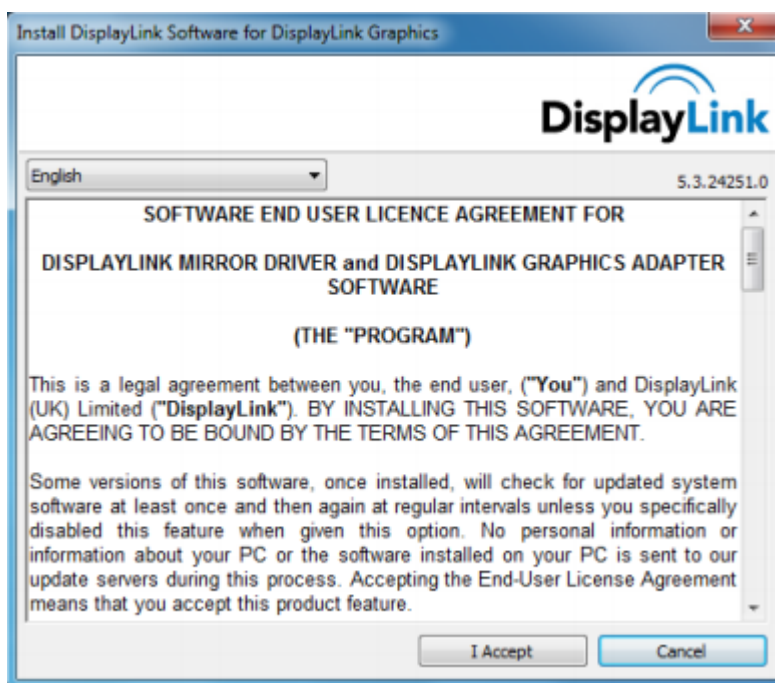 Install DisplayLink Software for DisplayLink Graphics
DisplayLink
English
5.3.24251.0
SOFTWARE END USER LICENCE AGREEMENT FOR
DISPLAYLINK MIRROR DRIVER and DISPLAYLINK GRAPHICS ADAPTER
SOFTWARE
(THE "PROGRAM")
This is a legal agreement between you, the end user, ("You") and DisplayLink
(UK) Limited ("DisplayLink"). BY INSTALLING THIS SOFTWARE, YOU ARE
AGREEING TO BE BOUND BY THE TERMS OF THIS AGREEMENT.
Some versions of this software, once installed, will check for updated system
software at least once and then again at regular intervals unless you specifically
disabled this feature when given this option. No personal information or
information about your PC or the software installed on your PC is sent to our
update servers during this process. Accepting the End-User License Agreement
means that you accept this product feature.
I Accept
Cancel